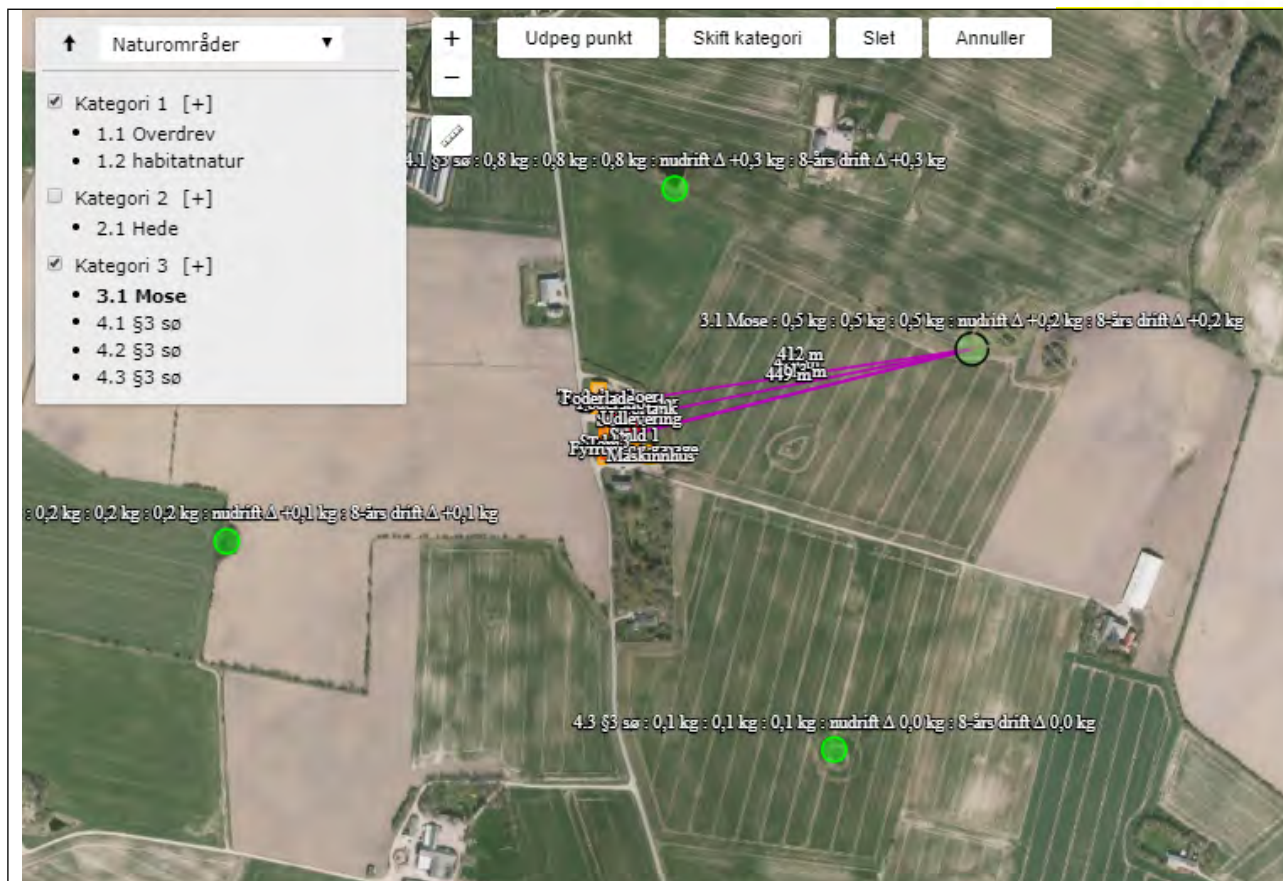 Naturområder
Udpeg punkt
Skift kategori
Slet
Annuller
+
−
Kategori 1 [+]
• 1.1 Overdrev
• 1.2 habitatnatur
Kategori 2 [+]
• 2.1 Hede
Kategori 3 [+]
• 3.1 Mose
• 4.1 §3 sø
• 4.2 §3 sø
• 4.3 §3 sø
4.1 §3 sø : 0,8 kg : 0,8 kg : 0,8 kg : nudrift Δ +0,3 kg : 8-års drift Δ +0,3 kg
3.1 Mose : 0,5 kg : 0,5 kg : 0,5 kg : nudrift Δ +0,2 kg : 8-års drift Δ +0,2 kg
412 m
449 m
Foderlade
tank
Udlevering
Stald 1
Maskinhus
: 0,2 kg : 0,2 kg : 0,2 kg : nudrift Δ +0,1 kg : 8-års drift Δ +0,1 kg
4.3 §3 sø : 0,1 kg : 0,1 kg : 0,1 kg : nudrift Δ 0,0 kg : 8-års drift Δ 0,0 kg